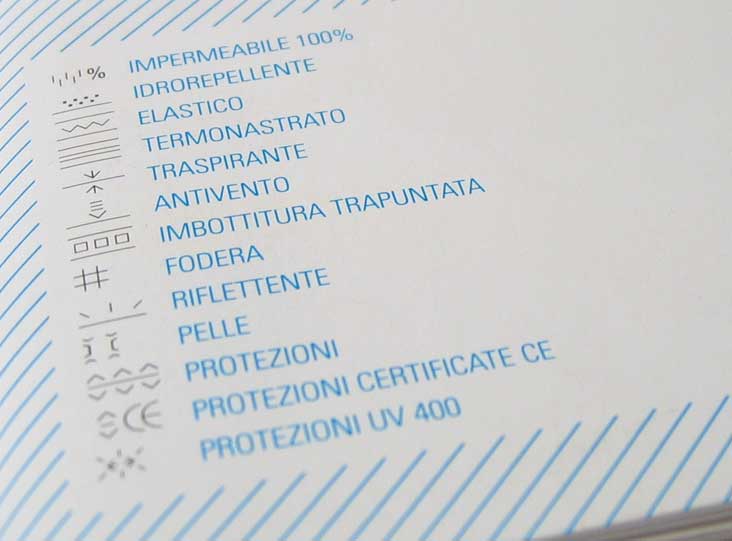 % IMPERMEABILE 100%
IDROREPELLENTE
ELASTICO
TERMONASTRATO
TRASPIRANTE
ANTIVENTO
IMBOTTITURA TRAPUNTATA
FODERA
RIFLETTENTE
PELLE
PROTEZIONI
CE PROTEZIONI CERTIFICATE CE
PROTEZIONI UV 400